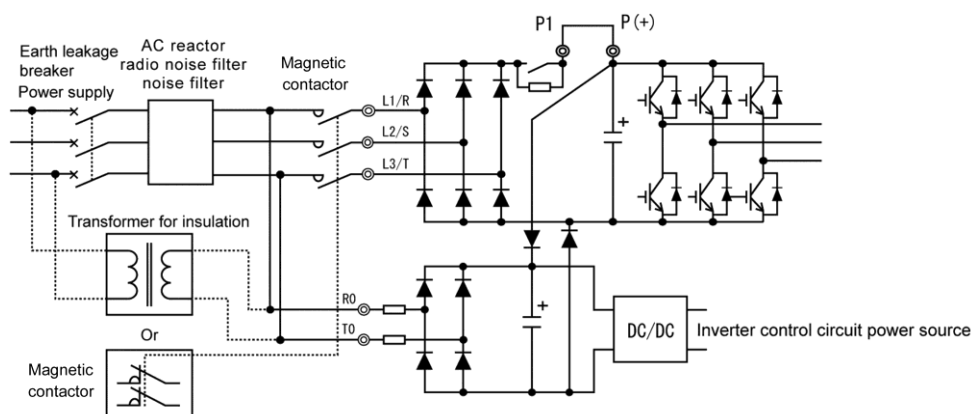 Earth leakage
breaker
Power supply
AC reactor
radio noise filter
noise filter
Magnetic
contactor
P1
P(+)
L1/R
L2/S
L3/T
+
Transformer for insulation
Or
Magnetic
contactor
R0
T0
+
DC/DC
Inverter control circuit power source